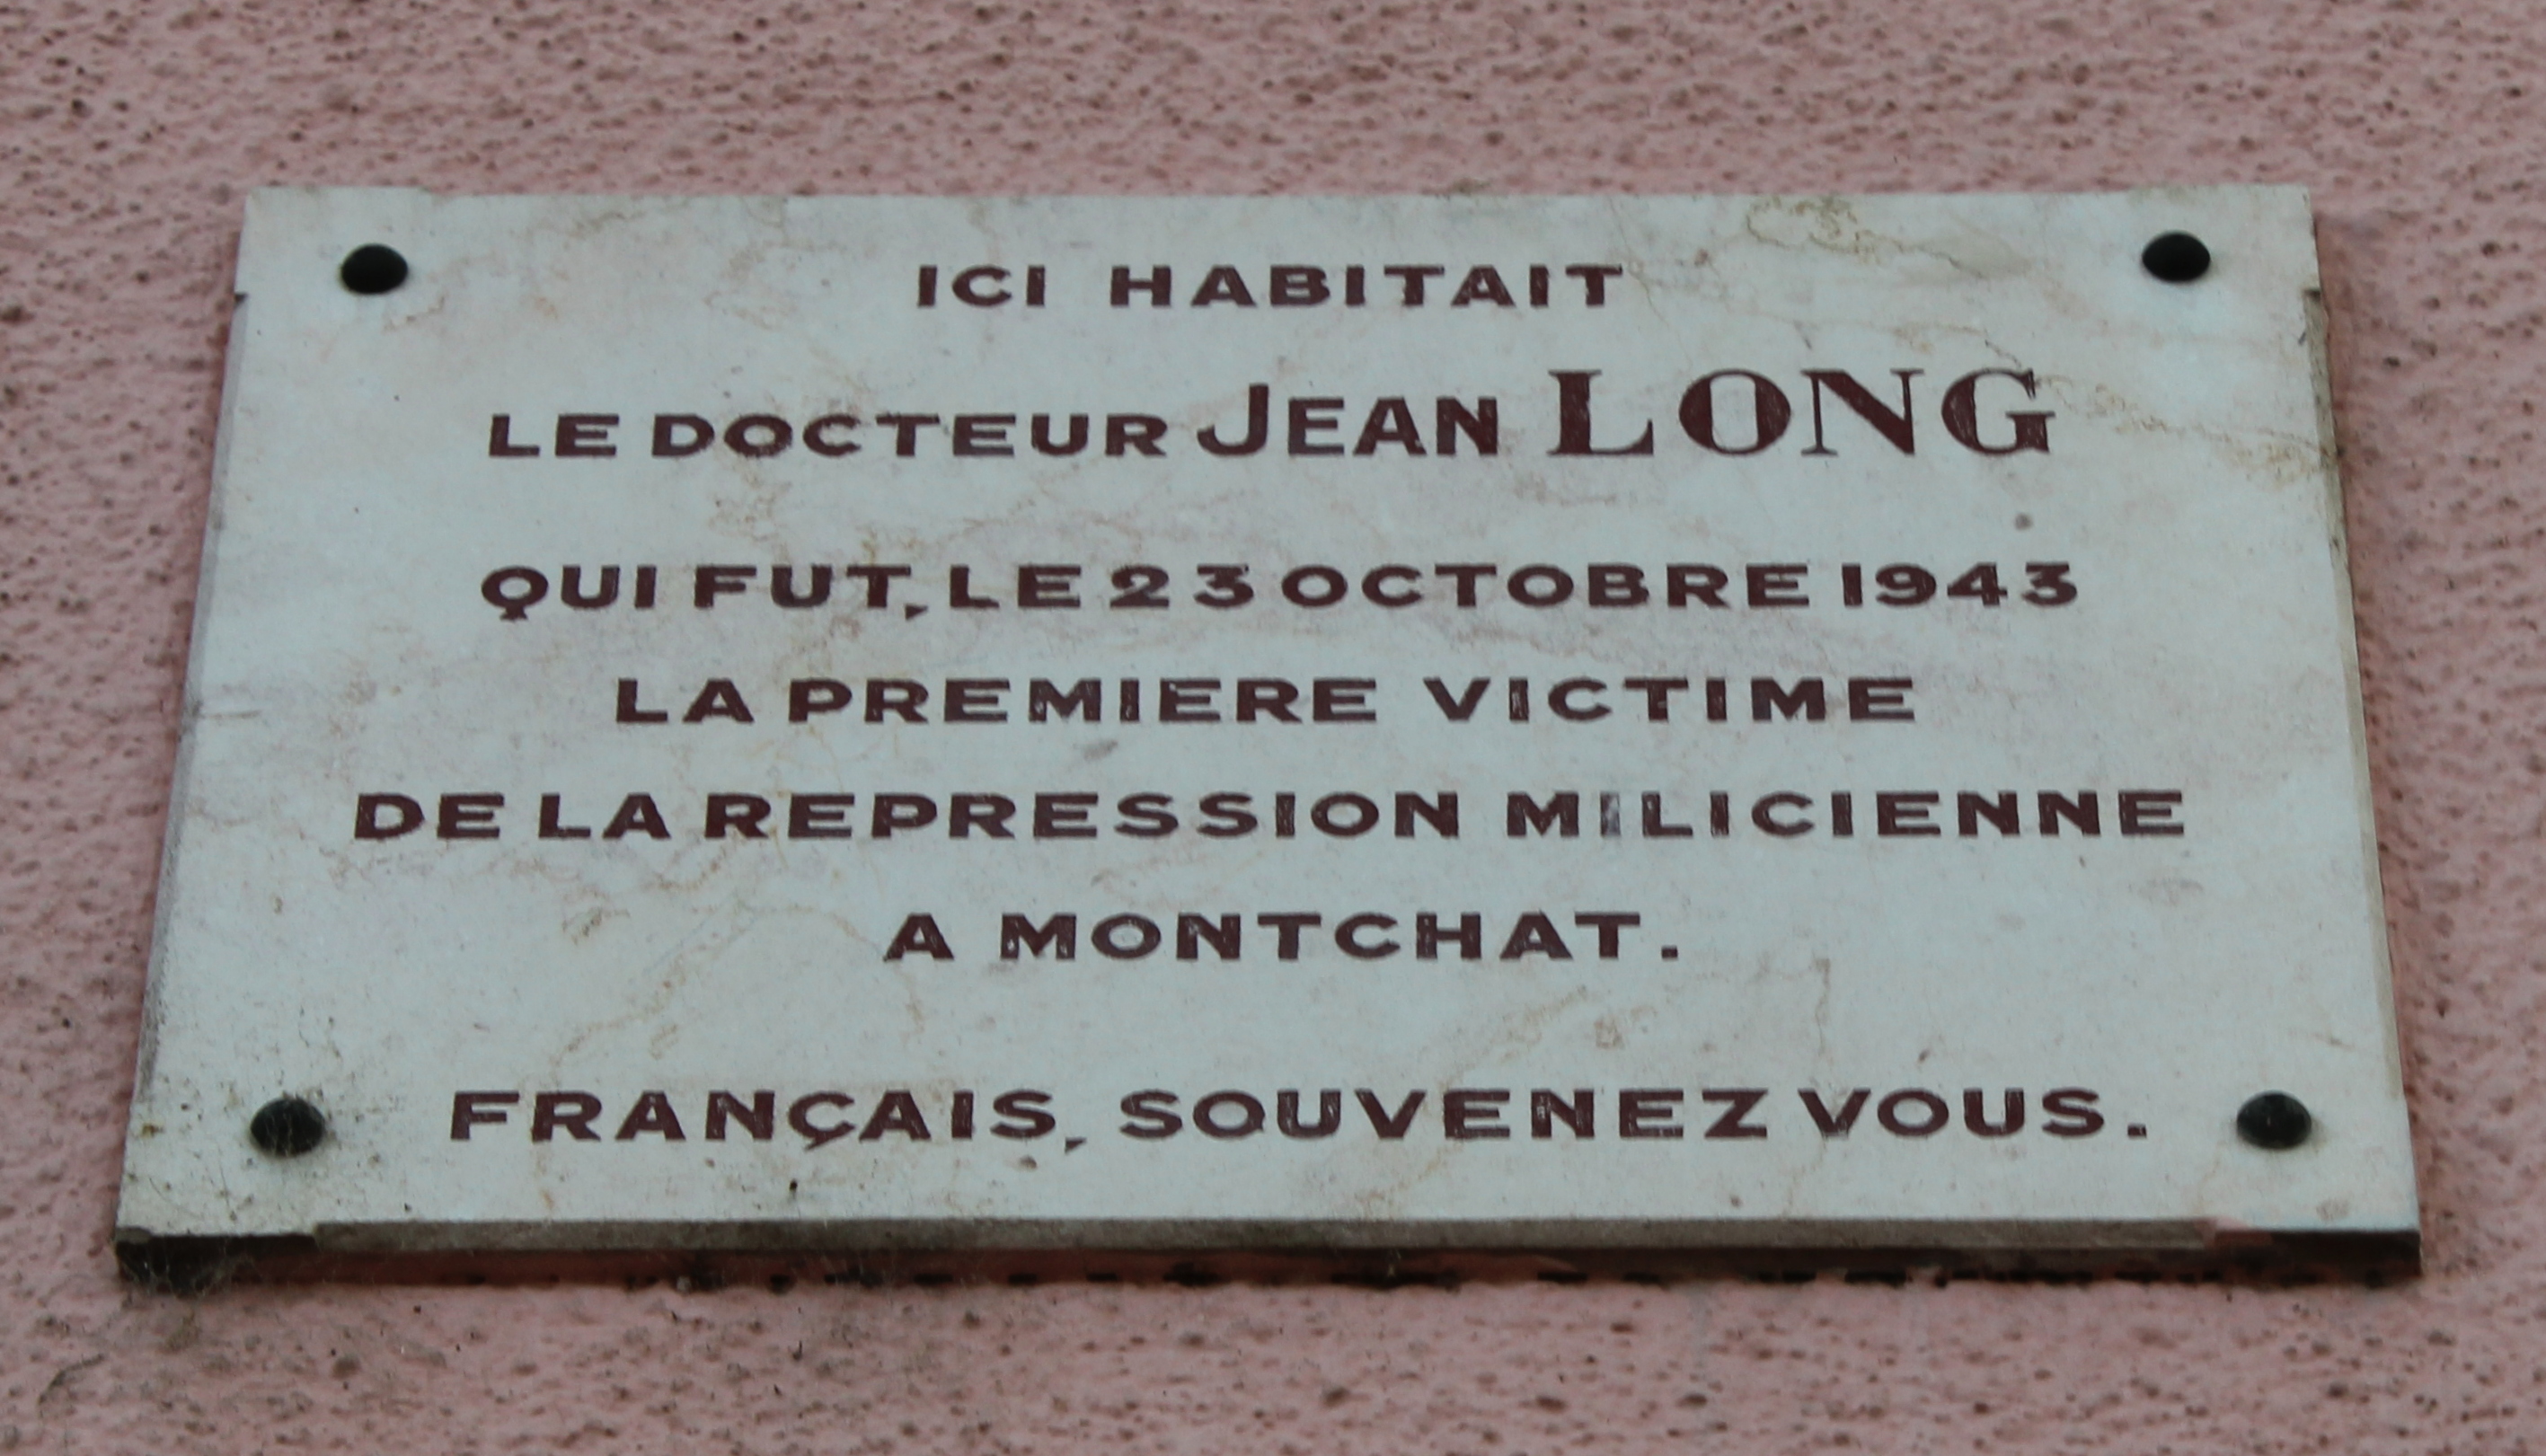 ICI HABITAIT
LE DOCTEUR JEAN LONG
QUI FUT, LE 23 OCTOBRE 1943
LA PREMIERE VICTIME
DE LA REPRESSION MILICIENNE
A MONTCHAT.
FRANÇAIS, SOUVENEZ VOUS.